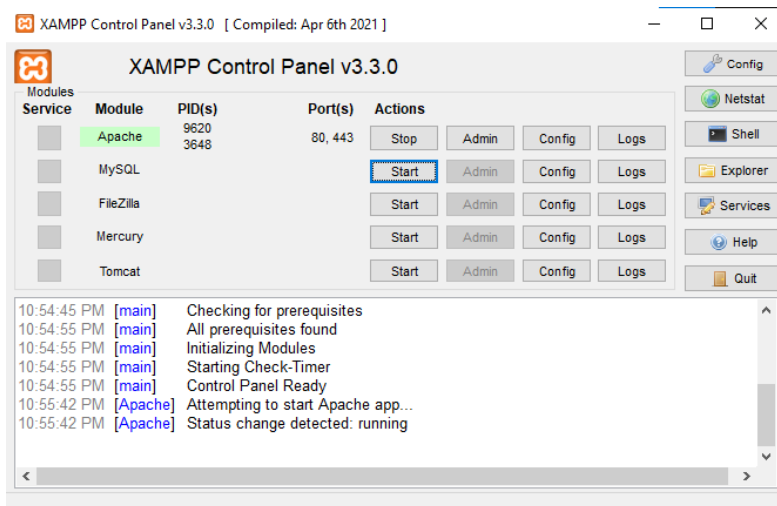 XAMPP Control Panel v3.3.0 [ Compiled: Apr 6th 2021 ]
XAMPP Control Panel v3.3.0
Config
Modules
Service Module PID(s) Port(s) Actions
Netstat
Apache 9620 3648 80, 443 Stop Admin Config Logs
Shell
MySQL Start Admin Config Logs
Explorer
FileZilla Start Admin Config Logs
Services
Mercury Start Admin Config Logs
Help
Tomcat Start Admin Config Logs
Quit
10:54:45 PM [main] Checking for prerequisites
10:54:55 PM [main] All prerequisites found
10:54:55 PM [main] Initializing Modules
10:54:55 PM [main] Starting Check-Timer
10:54:55 PM [main] Control Panel Ready
10:55:42 PM [Apache] Attempting to start Apache app...
10:55:42 PM [Apache] Status change detected: running